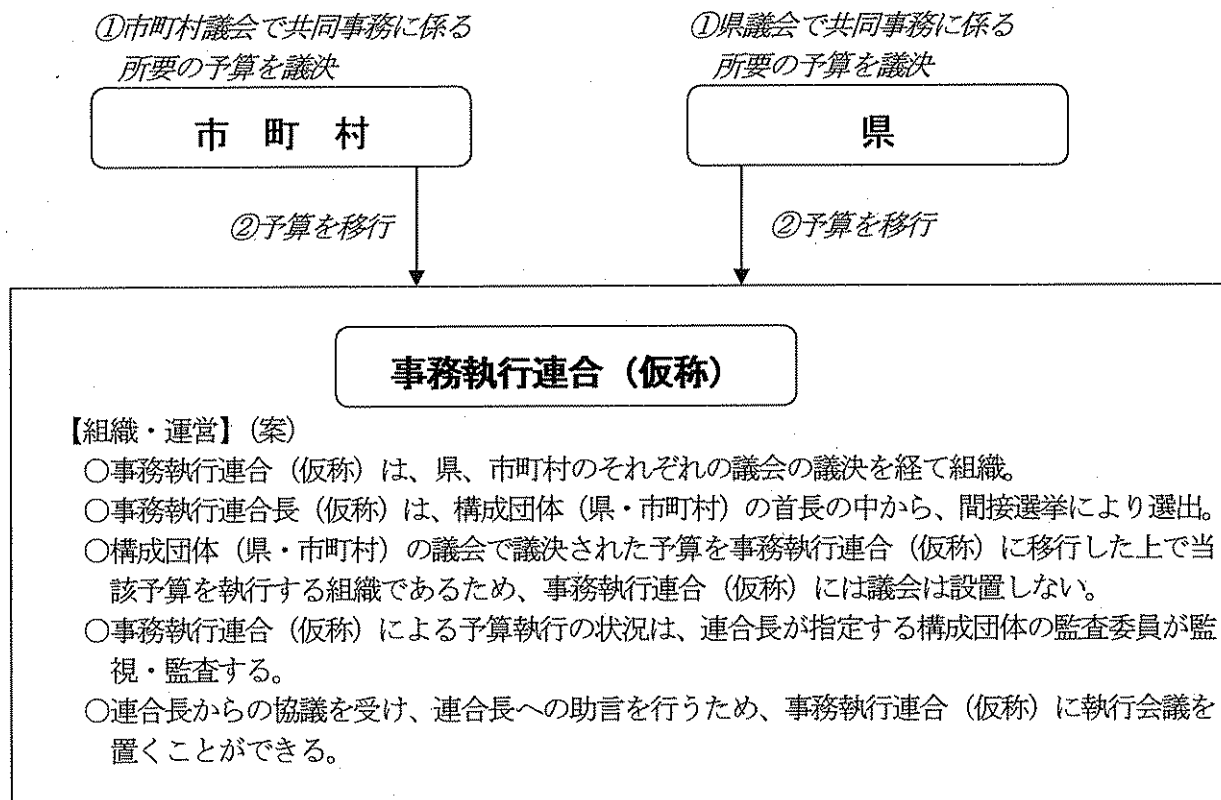 ①市町村議会で共同事務に係る
所要の予算を議決
①県議会で共同事務に係る
所要の予算を議決
市 町 村
県
②予算を移行
②予算を移行
事務執行連合（仮称）
【組織・運営】（案）
○事務執行連合（仮称）は、県、市町村のそれぞれの議会の議決を経て組織。
○事務執行連合長（仮称）は、構成団体（県・市町村）の首長の中から、間接選挙により選出。
○構成団体（県・市町村）の議会で議決された予算を事務執行連合（仮称）に移行した上で当
該予算を執行する組織であるため、事務執行連合（仮称）には議会は設置しない。
○事務執行連合（仮称）による予算執行の状況は、連合長が指定する構成団体の監査委員が監
視・監査する。
○連合長からの協議を受け、連合長への助言を行うため、事務執行連合（仮称）に執行会議を
置くことができる。